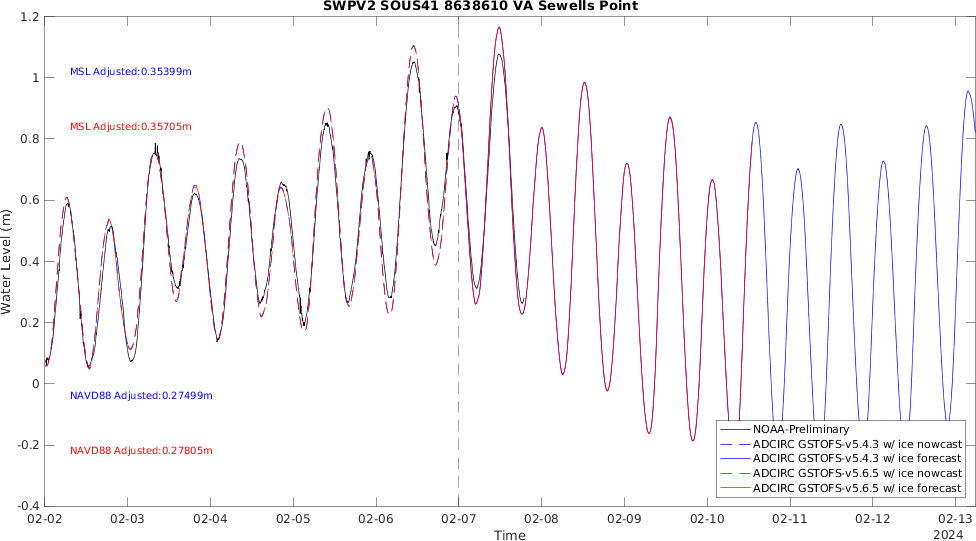 SWPV2 SOUS41 8638610 VA Sewells Point
1.2
1
0.8
0.6
0.4
0.2
0
-0.2
-0.4
Water Level (m)
MSL Adjusted:0.35399m
MSL Adjusted:0.35705m
NAVD88 Adjusted:0.27499m
NAVD88 Adjusted:0.27805m
NOAA-Preliminary
ADCIRC GSTOFS-v5.4.3 w/ ice nowcast
ADCIRC GSTOFS-v5.4.3 w/ ice forecast
ADCIRC GSTOFS-v5.6.5 w/ ice nowcast
ADCIRC GSTOFS-v5.6.5 w/ ice forecast
02-02 02-03 02-04 02-05 02-06 02-07 02-08 02-09 02-10 02-11 02-12 02-13
Time
2024